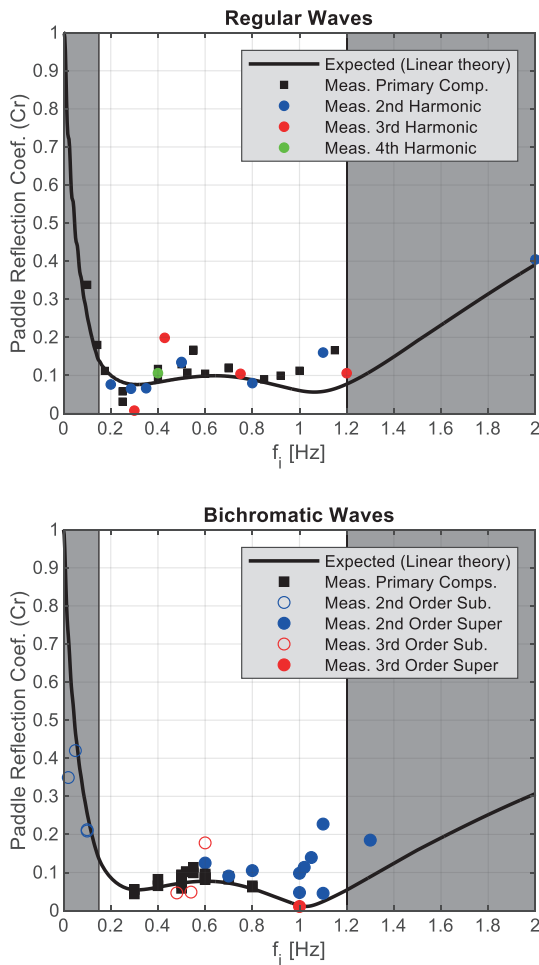 Regular Waves
1
0.9
0.8
0.7
0.6
0.5
0.4
0.3
0.2
0.1
0
Paddle Reflection Coef. (Cr)
Expected (Linear theory)
Meas. Primary Comp.
Meas. 2nd Harmonic
Meas. 3rd Harmonic
Meas. 4th Harmonic
0 0.2 0.4 0.6 0.8 1 1.2 1.4 1.6 1.8 2
fi [Hz]
Bichromatic Waves
1
0.9
0.8
0.7
0.6
0.5
0.4
0.3
0.2
0.1
0
Paddle Reflection Coef. (Cr)
Expected (Linear theory)
Meas. Primary Comps.
Meas. 2nd Order Sub.
Meas. 2nd Order Super
Meas. 3rd Order Sub.
Meas. 3rd Order Super
0 0.2 0.4 0.6 0.8 1 1.2 1.4 1.6 1.8 2
fi [Hz]